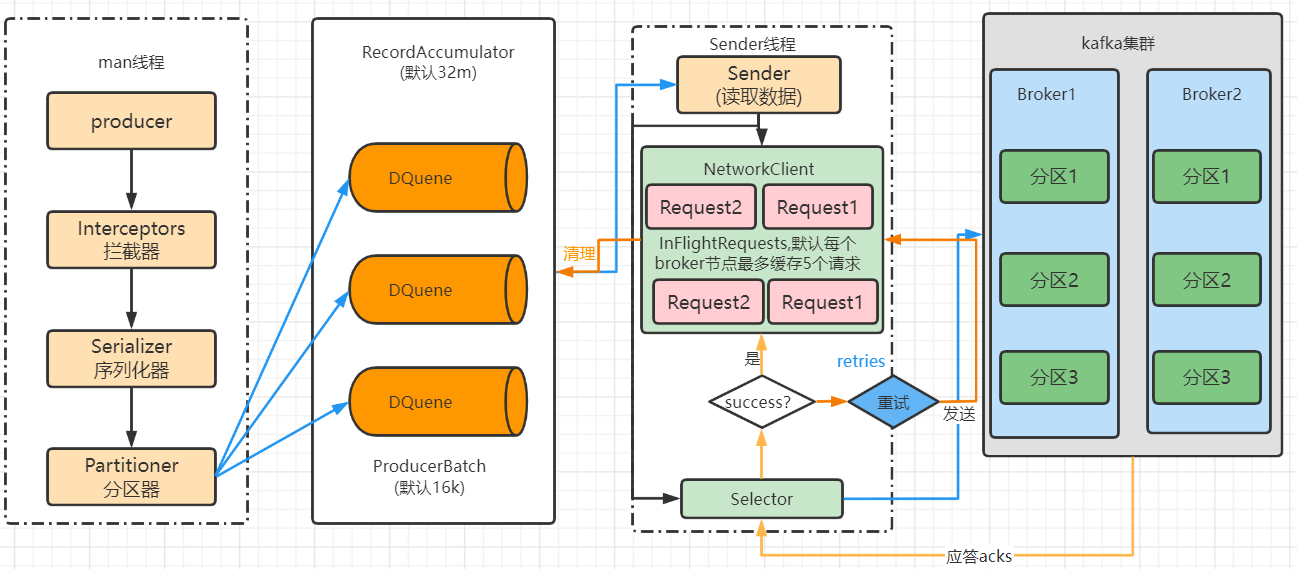 man线程
producer
Interceptors
拦截器
Serializer
序列化器
Partitioner
分区器
RecordAccumulator
(默认32m)
DQuene
DQuene
DQuene
ProducerBatch
(默认16k)
清理
Sender线程
Sender
(读取数据)
NetworkClient
Request2
Request1
InFlightRequests,默认每个
broker节点最多缓存5个请求
Request2
Request1
是
retries
success?
重试
发送
Selector
应答acks
kafka集群
Broker1
分区1
分区2
分区3
Broker2
分区1
分区2
分区3